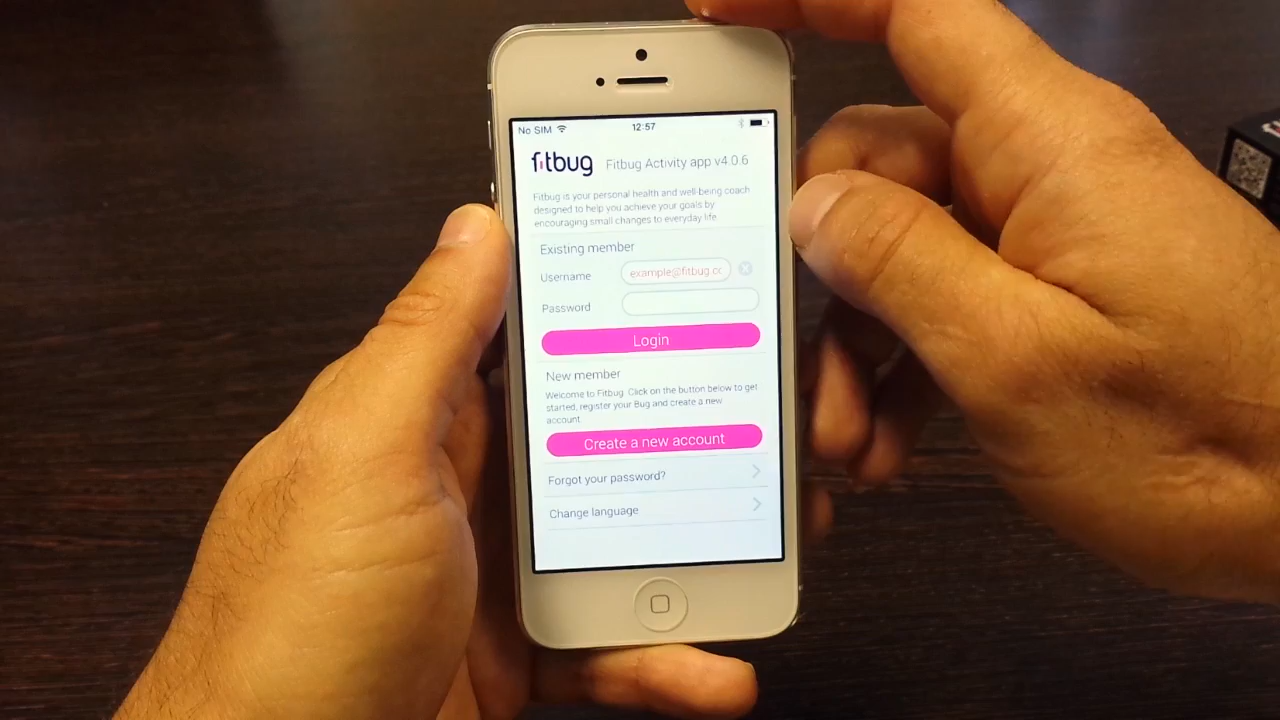 No SIM 12:57
fitbug Fitbug Activity app v4.0.6
Fitbug is your personal health and well-being coach
designed to help you achieve your goals by
encouraging small changes to everyday life.
Existing member
Username example@fitbug.cc
Password
Login
New member
Welcome to Fitbug. Click on the button below to get
started, register your Bug and create a new
account.
Create a new account
Forgot your password?
Change language